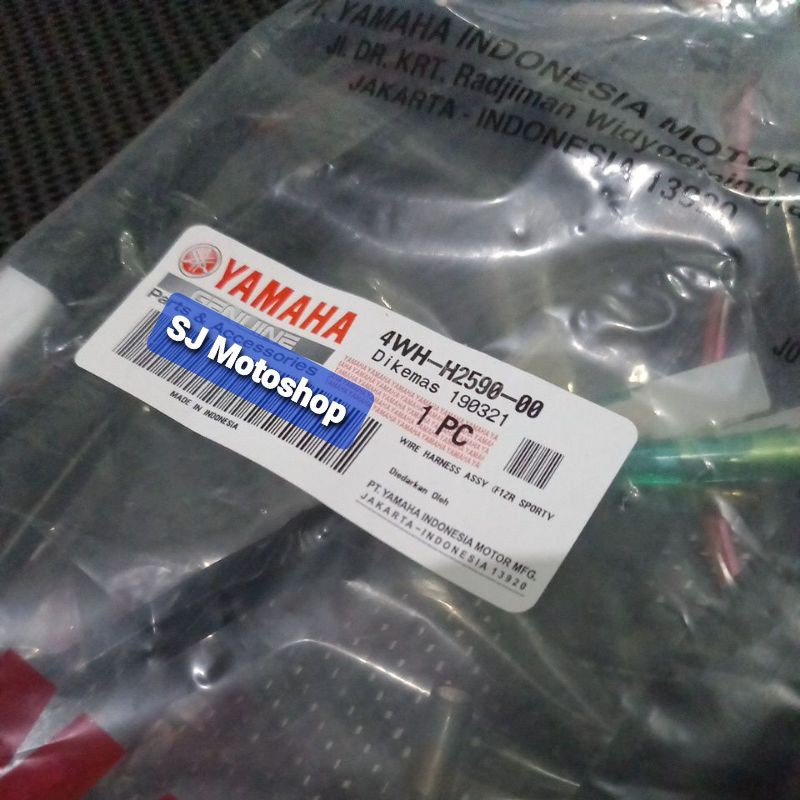 PT. YAMAHA INDONESIA MOTOR
Jl. DR. KRT. Radjiman Widyodiningra
JAKARTA - INDONESIA 13920
YAMAHA
GENUINE
Parts & Accessories
SJ Motoshop
MADE IN INDONESIA
4WH-H2590-00
Dikemas 190321
1 PC
WIRE HARNESS ASSY (F1ZR SPORTY
Diedarkan Oleh
PT.YAMAHA INDONESIA MOTOR MFG.
JAKARTA-INDONESIA 13920